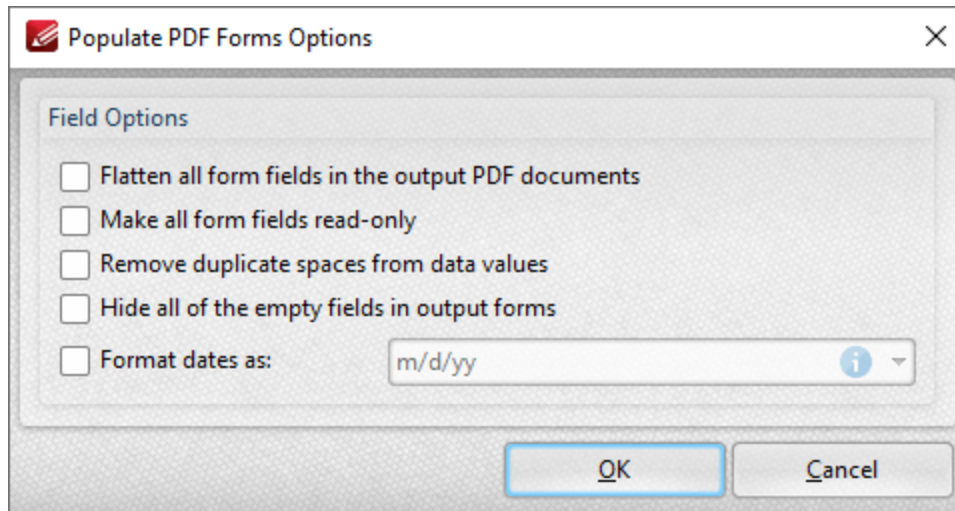 Populate PDF Forms Options
Field Options
Flatten all form fields in the output PDF documents
Make all form fields read-only
Remove duplicate spaces from data values
Hide all of the empty fields in output forms
Format dates as: m/d/yy
OK Cancel